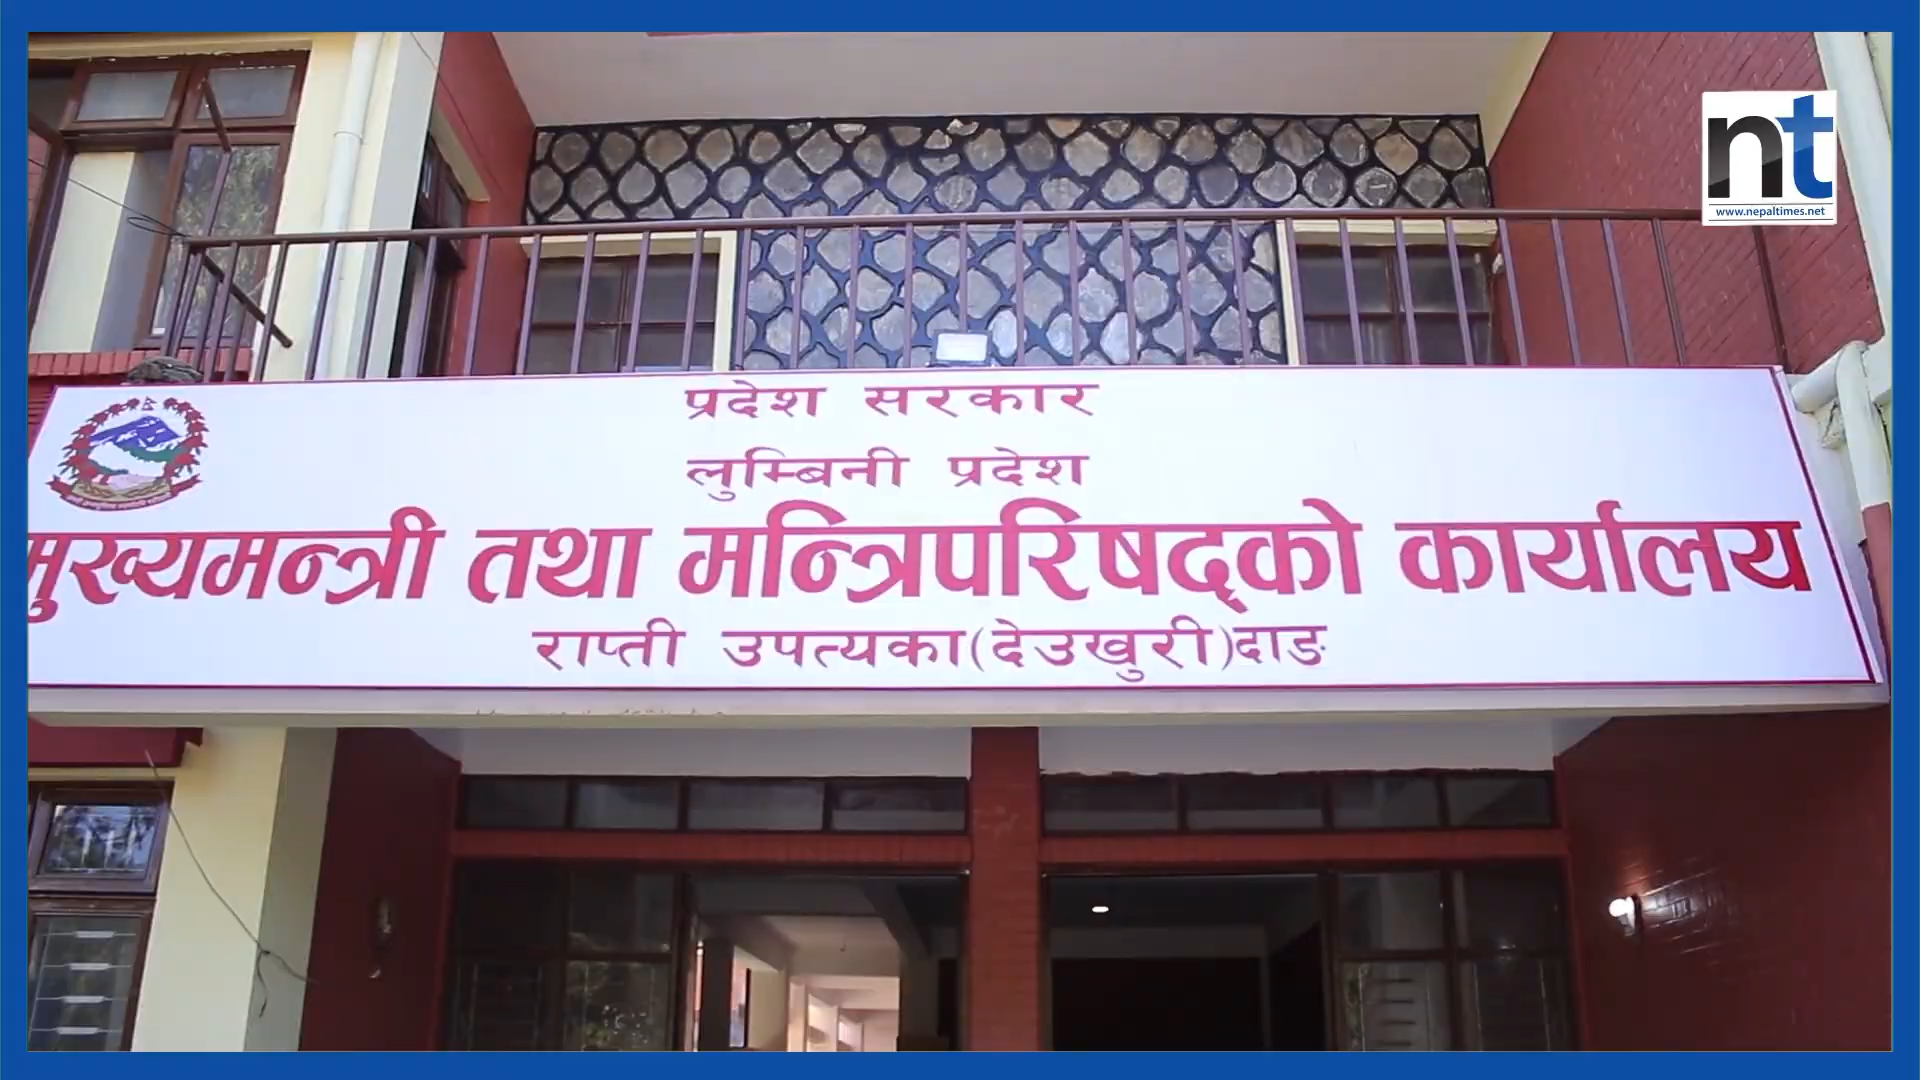 nt
www.nepaltimes.net
प्रदेश सरकार
लुम्बिनी प्रदेश
मुख्यमन्त्री तथा मन्त्रिपरिषद्को कार्यालय
राप्ती उपत्यका(देउखुरी)दाङ